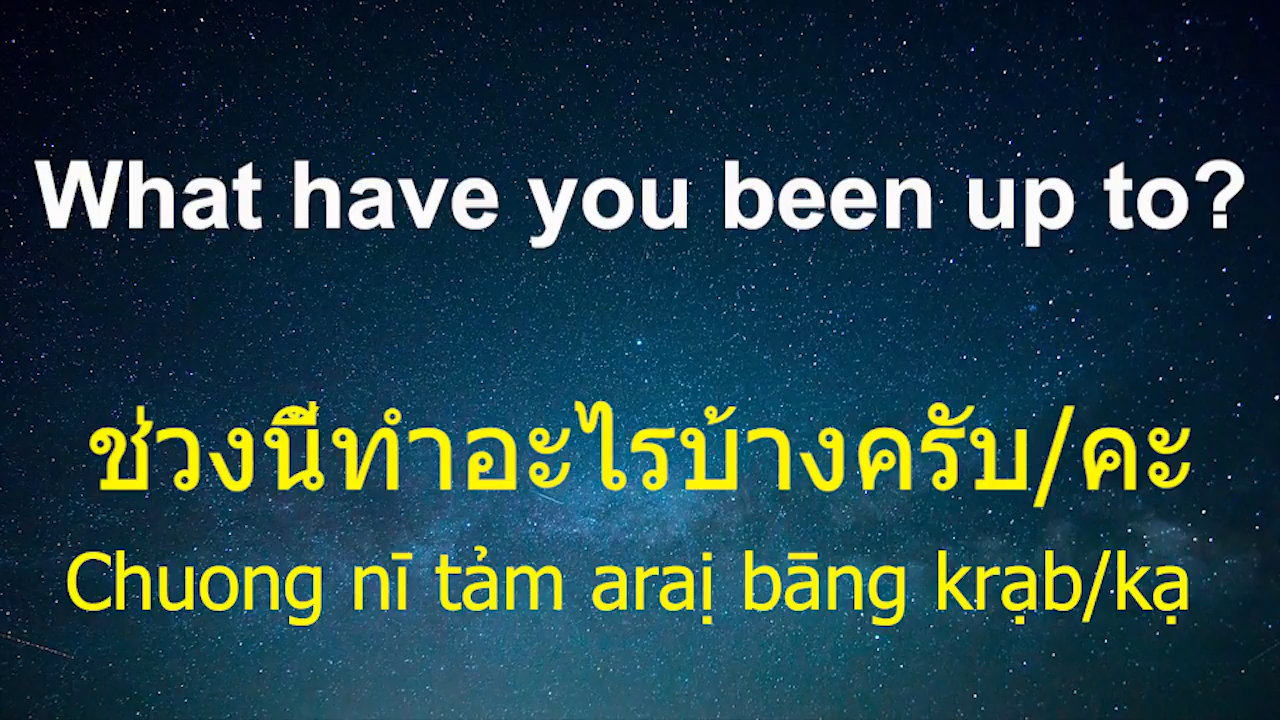 What have you been up to?
ช่วงนี้ทำอะไรบ้างครับ/คะ
Chuong nī tảm araị bāng krạb/kạ